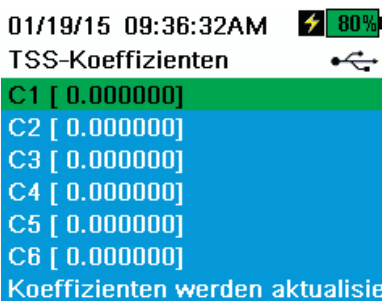 01/19/15 09:36:32AM 80%
TSS-Koeffizienten
C1 [ 0.000000]
C2 [ 0.000000]
C3 [ 0.000000]
C4 [ 0.000000]
C5 [ 0.000000]
C6 [ 0.000000]
Koeffizienten werden aktualisie